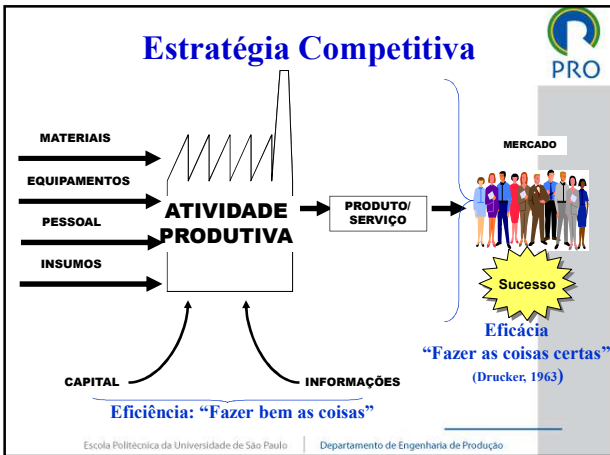 Estratégia Competitiva
PRO
MATERIAIS
EQUIPAMENTOS
PESSOAL
INSUMOS
ATIVIDADE
PRODUTIVA
PRODUTO/
SERVIÇO
MERCADO
Sucesso
Eficácia
“Fazer as coisas certas”
(Drucker, 1963)
CAPITAL
INFORMAÇÕES
Eficiência: “Fazer bem as coisas”
Escola Politécnica da Universidade de São Paulo
Departamento de Engenharia de Produção